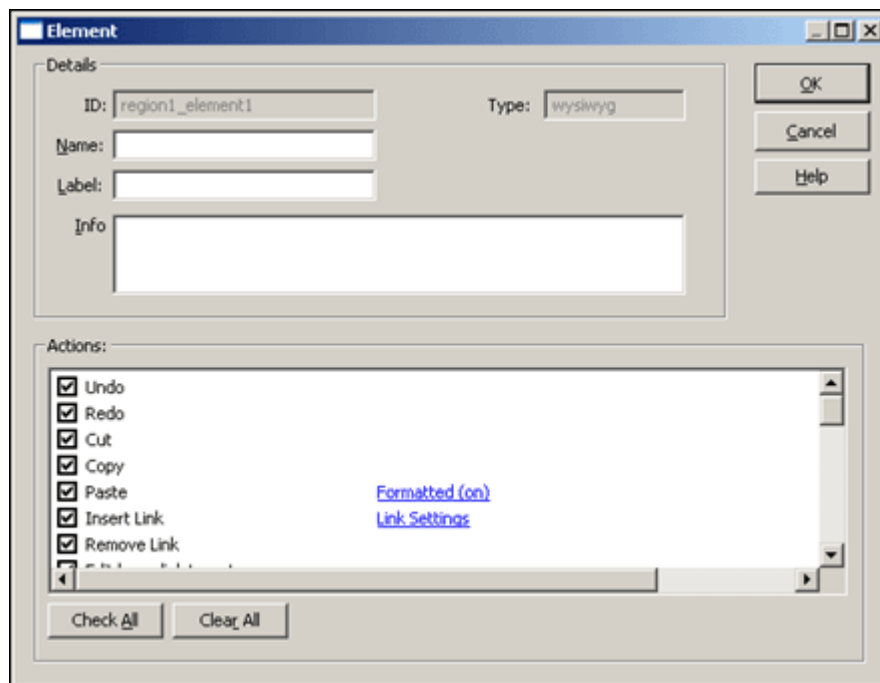 Element
Details
ID: region1_element1 Type: wysiwyg
OK
Name:
Cancel
Label:
Help
Info
Actions:
Undo
Redo
Cut
Copy
Paste Formatted (on)
Insert Link Link Settings
Remove Link
Check All Clear All